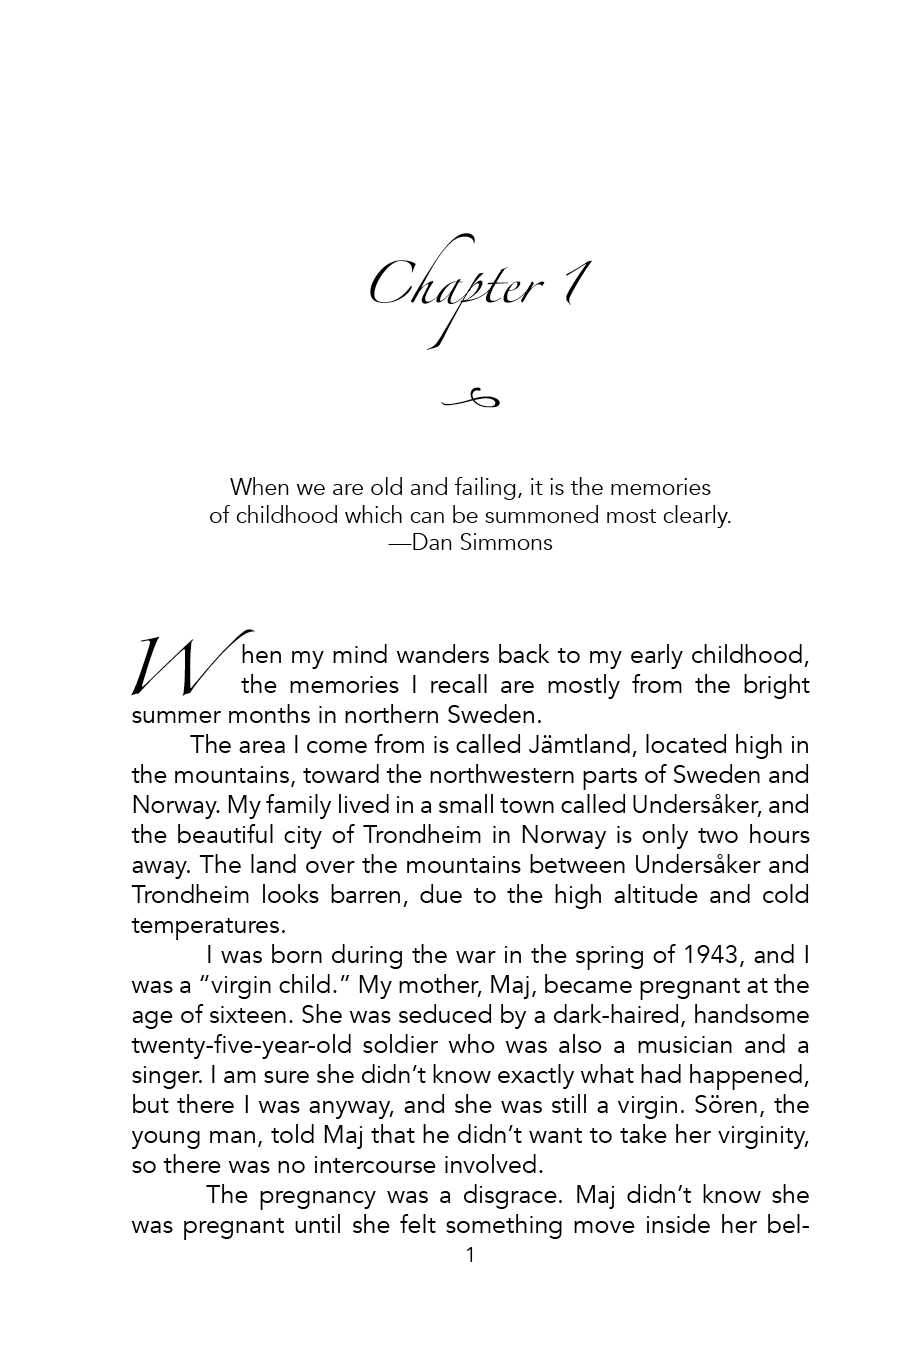 Chapter 1
When we are old and failing, it is the memories
of childhood which can be summoned most clearly.
—Dan Simmons
When my mind wanders back to my early childhood,
the memories I recall are mostly from the bright
summer months in northern Sweden.
The area I come from is called Jämtland, located high in
the mountains, toward the northwestern parts of Sweden and
Norway. My family lived in a small town called Undersåker, and
the beautiful city of Trondheim in Norway is only two hours
away. The land over the mountains between Undersåker and
Trondheim looks barren, due to the high altitude and cold
temperatures.
I was born during the war in the spring of 1943, and I
was a “virgin child.” My mother, Maj, became pregnant at the
age of sixteen. She was seduced by a dark-haired, handsome
twenty-five-year-old soldier who was also a musician and a
singer. I am sure she didn’t know exactly what had happened,
but there I was anyway, and she was still a virgin. Sören, the
young man, told Maj that he didn’t want to take her virginity,
so there was no intercourse involved.
The pregnancy was a disgrace. Maj didn’t know she
was pregnant until she felt something move inside her bel-
1